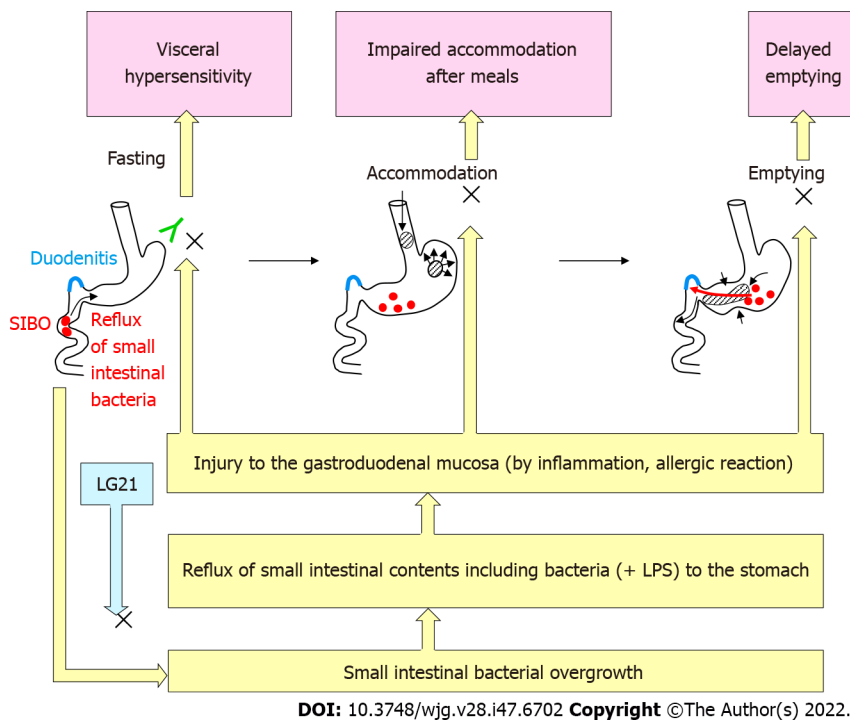 Visceral
hypersensitivity
Impaired accommodation
after meals
Delayed
emptying
Fasting
Accommodation
Emptying
Duodenitis
SIBO
Reflux
of small
intestinal
bacteria
Injury to the gastroduodenal mucosa (by inflammation, allergic reaction)
LG21
Reflux of small intestinal contents including bacteria (+ LPS) to the stomach
Small intestinal bacterial overgrowth
DOI: 10.3748/wjg.v28.i47.6702 Copyright ©The Author(s) 2022.